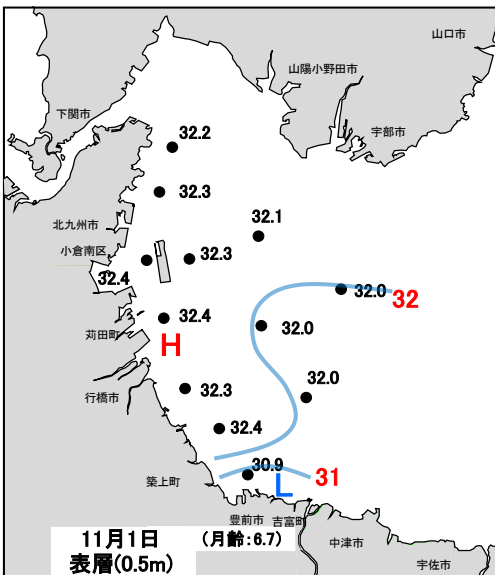 山口市
山陽小野田市
下関市
宇部市
32.2
32.3
北九州市
32.1
小倉南区
32.3
32.4
32.0
32
32.4
32.0
苅田町
H
32.3
32.0
行橋市
32.4
30.9
31
築上町
L
豊前市
吉富町
11月1日 (月齢:6.7)
表層(0.5m)
中津市
宇佐市